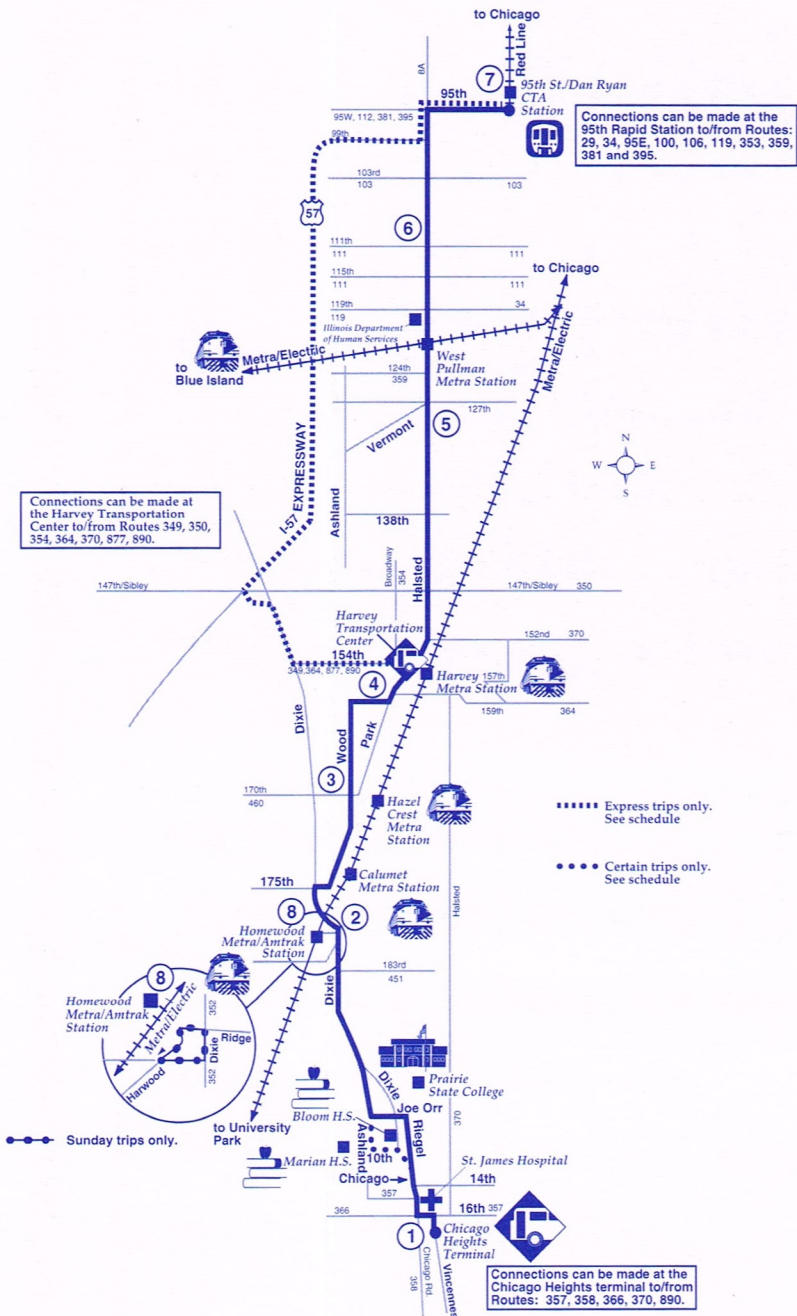 to Chicago
Red Line
8A
7
95th St./Dan Ryan
CTA
Station
95th
95W, 112, 381, 395
99th
Connections can be made at the
95th Rapid Station to/from Routes:
29, 34, 95E, 100, 106, 119, 353, 359,
381 and 395.
103rd
103
103
57
6
111th
111
111
115th
111
111
to Chicago
119th
34
119
Illinois Department
of Human Services
Metra/Electric
to
Blue Island
West
Pullman
Metra Station
Metra/Electric
124th
359
127th
5
Vermont
N
W
E
S
I-57 EXPRESSWAY
Ashland
138th
Halsted
Connections can be made at
the Harvey Transportation
Center to/from Routes 349, 350,
354, 364, 370, 877, 890.
Broadway
354
147th/Sibley
147th/Sibley
350
Harvey
Transportation
Center
152nd
370
154th
349,364, 877, 890
Harvey
Metra Station
157th
4
159th
364
Dixie
Wood
Park
3
170th
460
Hazel
Crest
Metra
Station
Express trips only.
See schedule
Calumet
Metra Station
Certain trips only.
See schedule
175th
Halsted
8
2
Homewood
Metra/Amtrak
Station
183rd
451
8
Homewood
Metra/Amtrak
Station
Metra/Electric
352
Ridge
Dixie
Harwood
352
Dixie
Dixie
Prairie
State College
Joe Orr
to University
Park
Sunday trips only.
Bloom H.S.
Riegel
370
Marian H.S.
Ashland
10th
St. James Hospital
Chicago
14th
357
366
16th
357
1
Chicago
Heights
Terminal
Chicago Rd.
358
Vincennes
Connections can be made at the
Chicago Heights terminal to/from
Routes: 357, 358, 366, 370, 890.